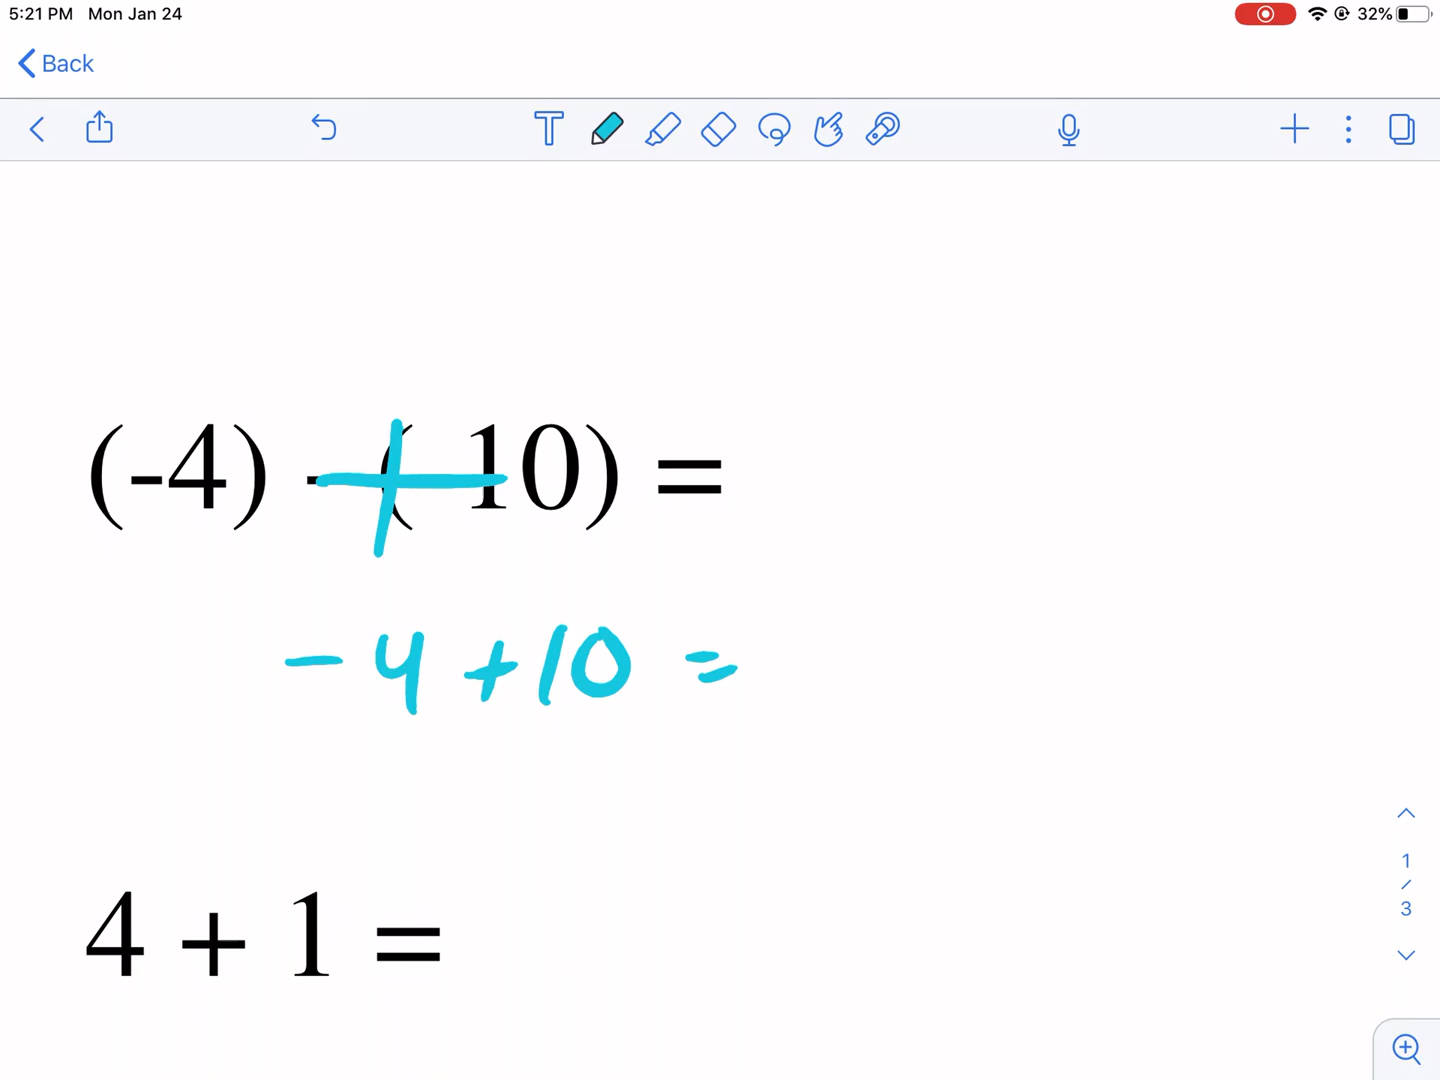 5:21 PM Mon Jan 24
32%
Back
(-4) - (-10) =
-4 +10 =
4 + 1 =
1
/
3